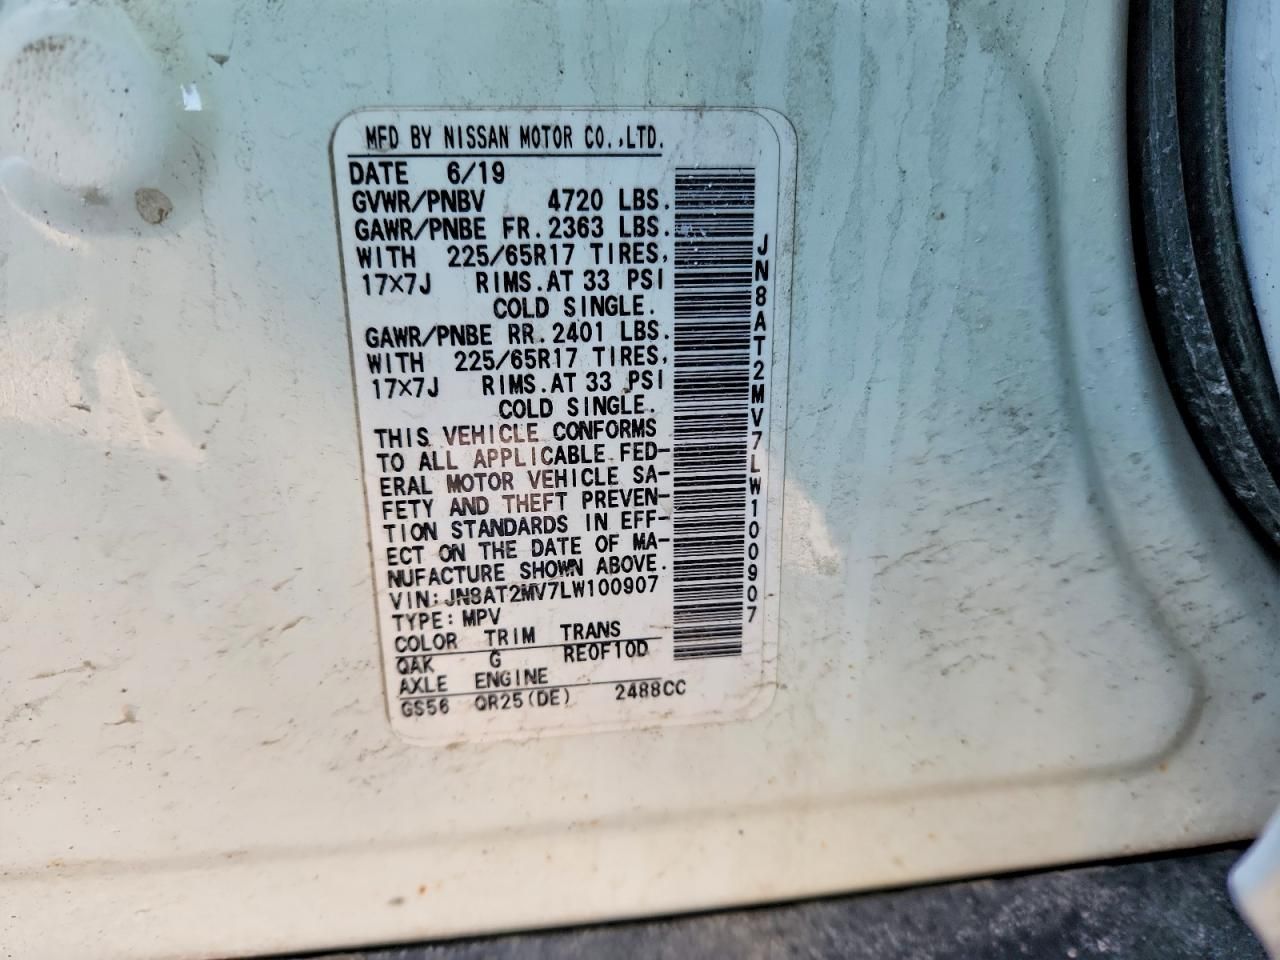 MFD BY NISSAN MOTOR CO.,LTD.
DATE 6/19
GVWR/PNBV 4720 LBS.
GAWR/PNBE FR. 2363 LBS.
WITH 225/65R17 TIRES,
17×7J RIMS.AT 33 PSI
COLD SINGLE.
GAWR/PNBE RR. 2401 LBS.
WITH 225/65R17 TIRES,
17×7J RIMS.AT 33 PSI
COLD SINGLE.
THIS VEHICLE CONFORMS
TO ALL APPLICABLE FED-
ERAL MOTOR VEHICLE SA-
FETY AND THEFT PREVEN-
TION STANDARDS IN EFF-
ECT ON THE DATE OF MA-
NUFACTURE SHOWN ABOVE.
VIN: JN8AT2MV7LW100907
TYPE: MPV
COLOR TRIM TRANS
QAK G RE0F10D
AXLE ENGINE
GS56 QR25(DE) 2488CC
JN8AT2MV7LW100907